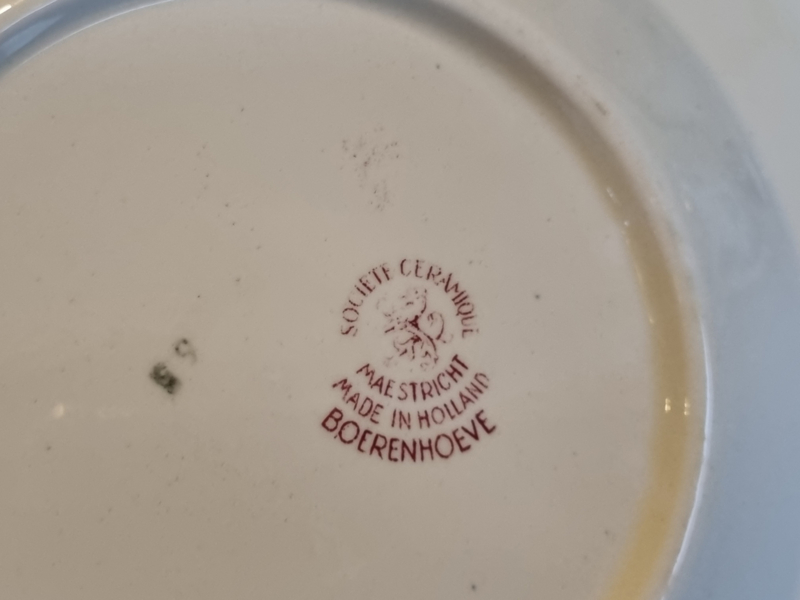 SOCIETE CERAMIQUE
MAESTRICHT
MADE IN HOLLAND
BOERENHOEVE